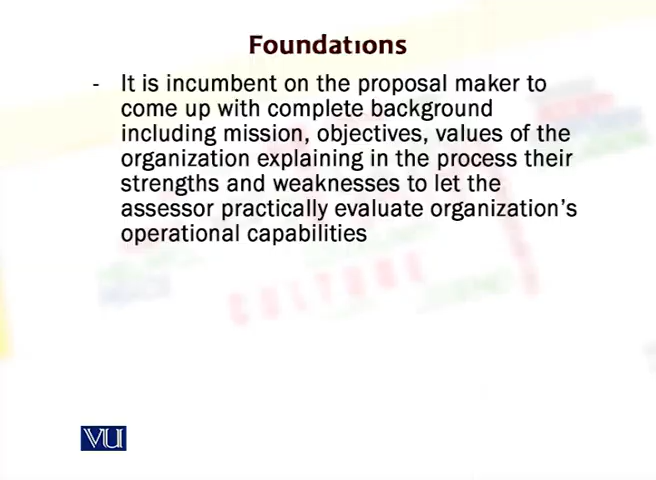 Foundations
- It is incumbent on the proposal maker to
come up with complete background
including mission, objectives, values of the
organization explaining in the process their
strengths and weaknesses to let the
assessor practically evaluate organization's
operational capabilities
CULTURE
VU